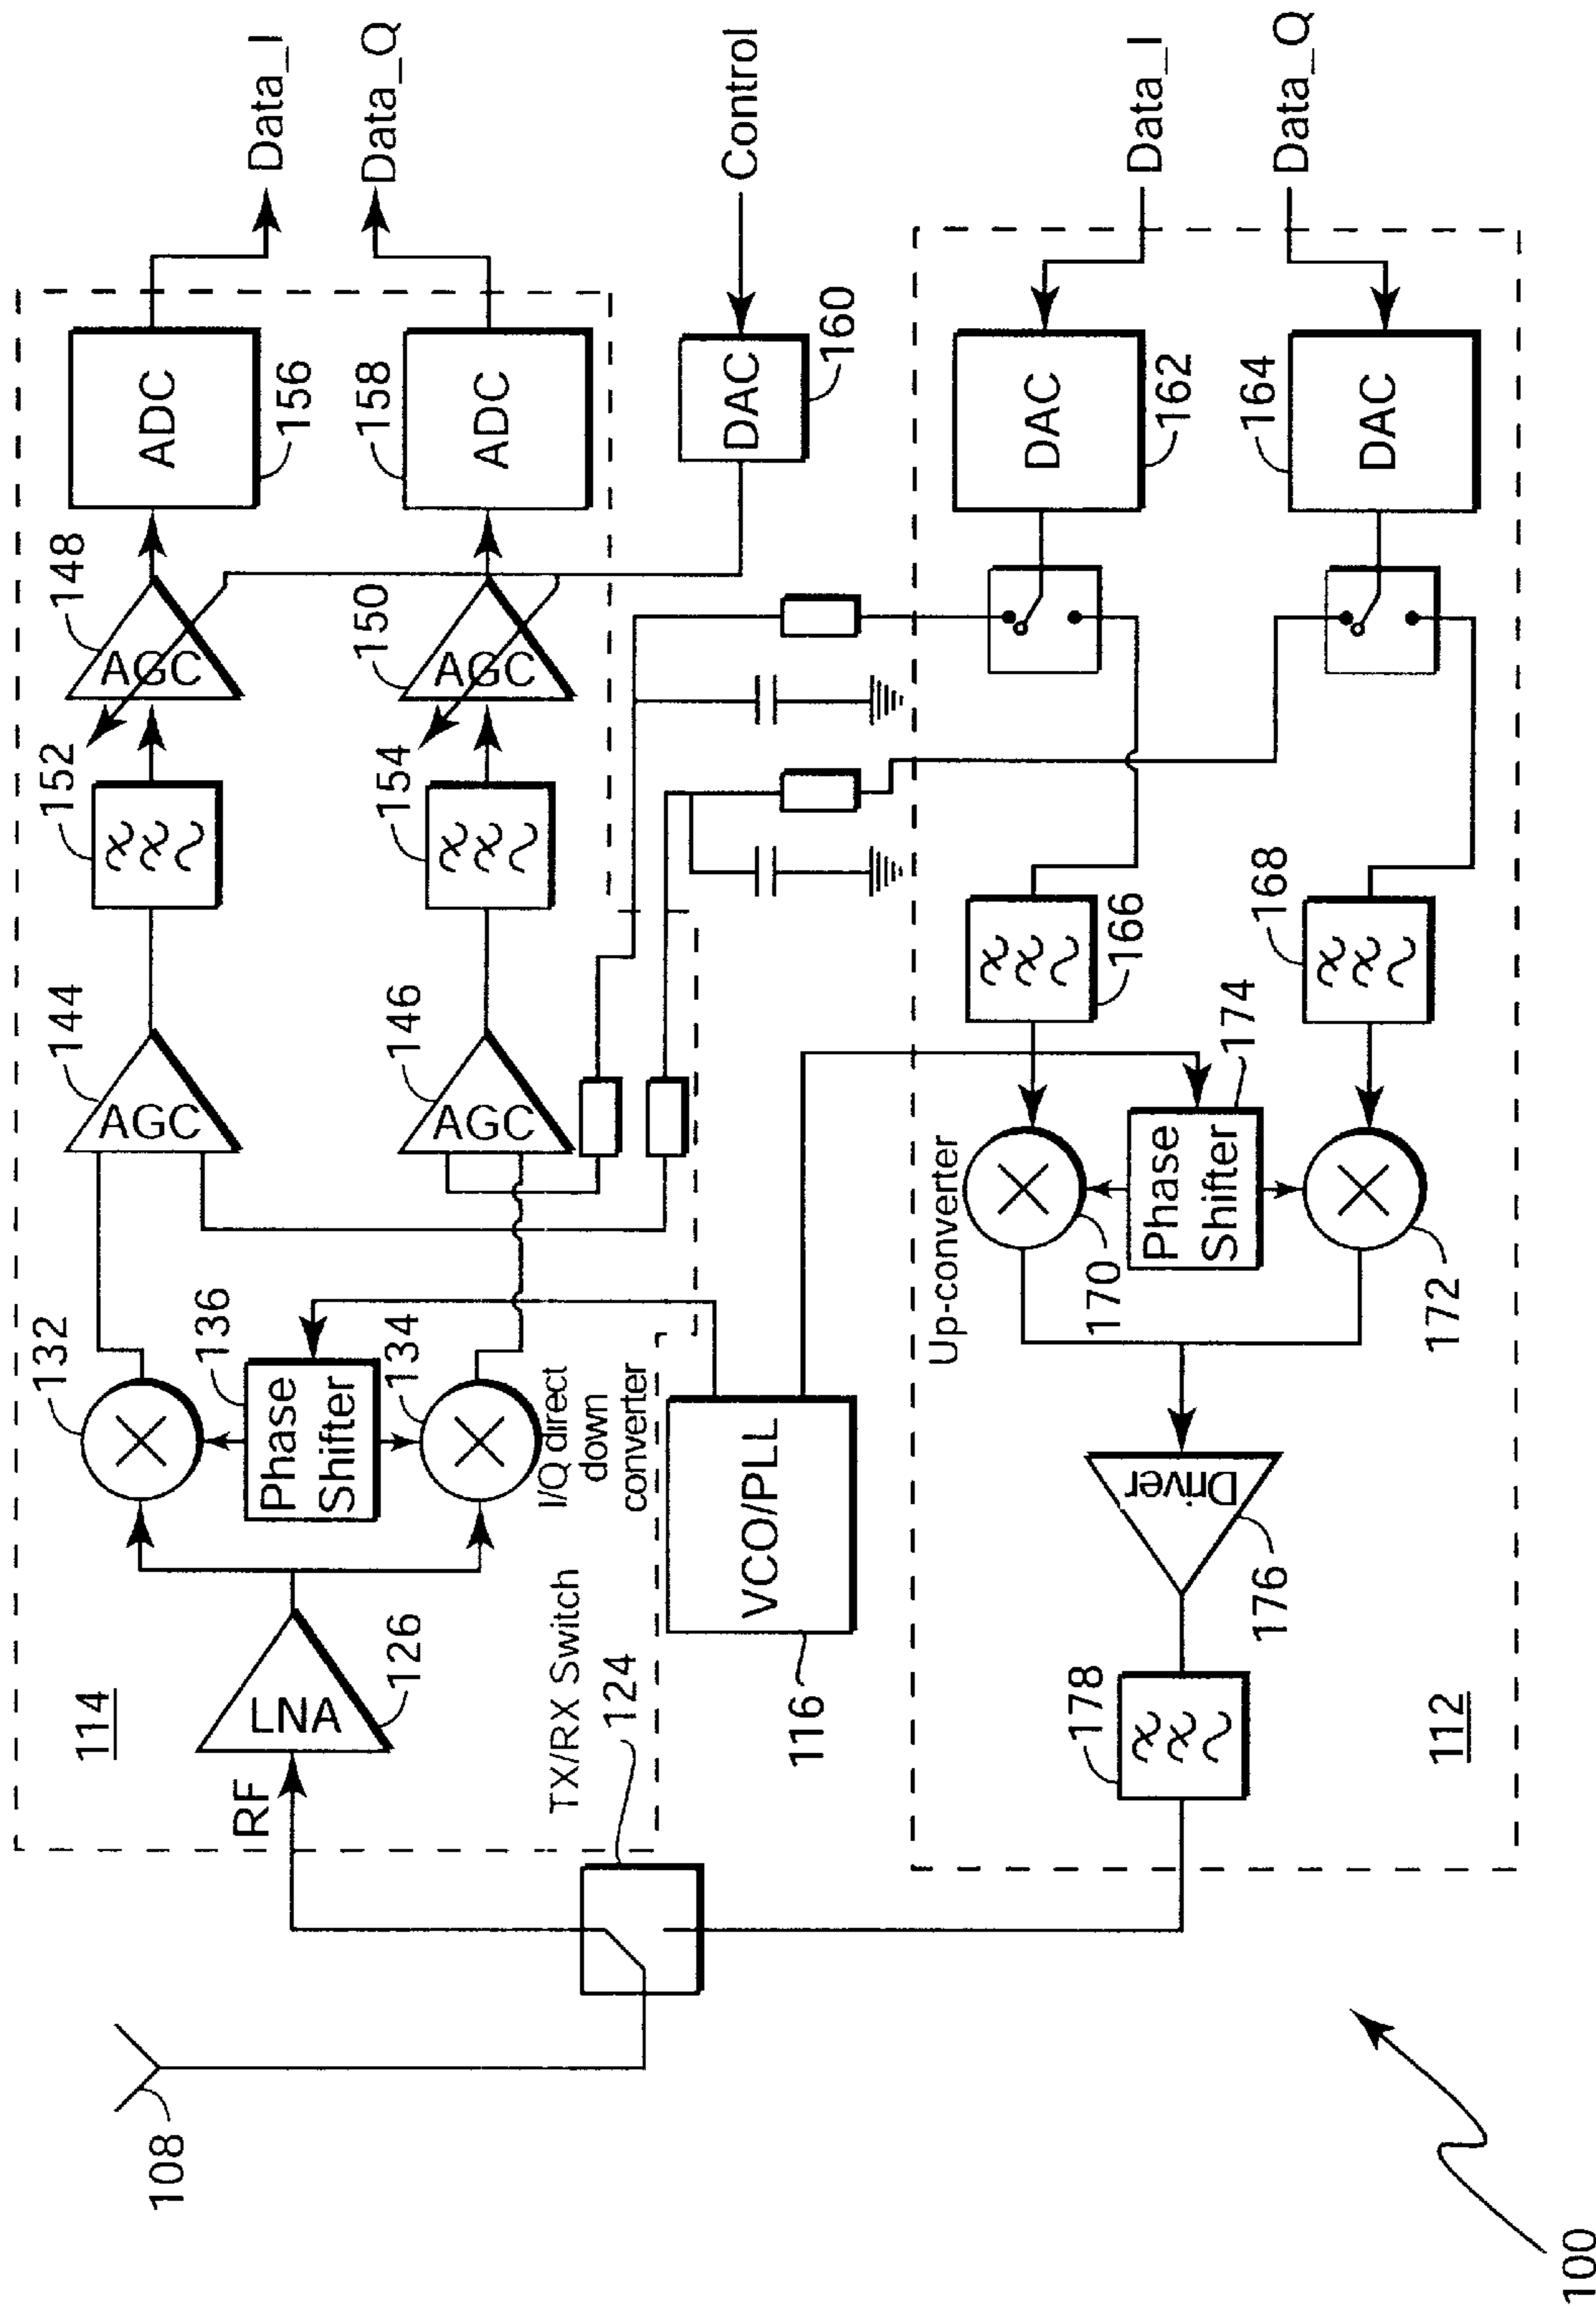 108
114
RF
LNA
126
TX/RX Switch
124
132
Phase
Shifter
136
134
I/Q direct
down
converter
144
AGC
146
AGC
152
154
148
AGC
150
AGC
ADC
156
158
ADC
Data_I
Data_Q
Control
DAC
160
VCO/PLL
116
178
Driver
176
Up-converter
170
Phase
Shifter
174
172
166
168
DAC
162
164
DAC
Data_I
Data_Q
112
100